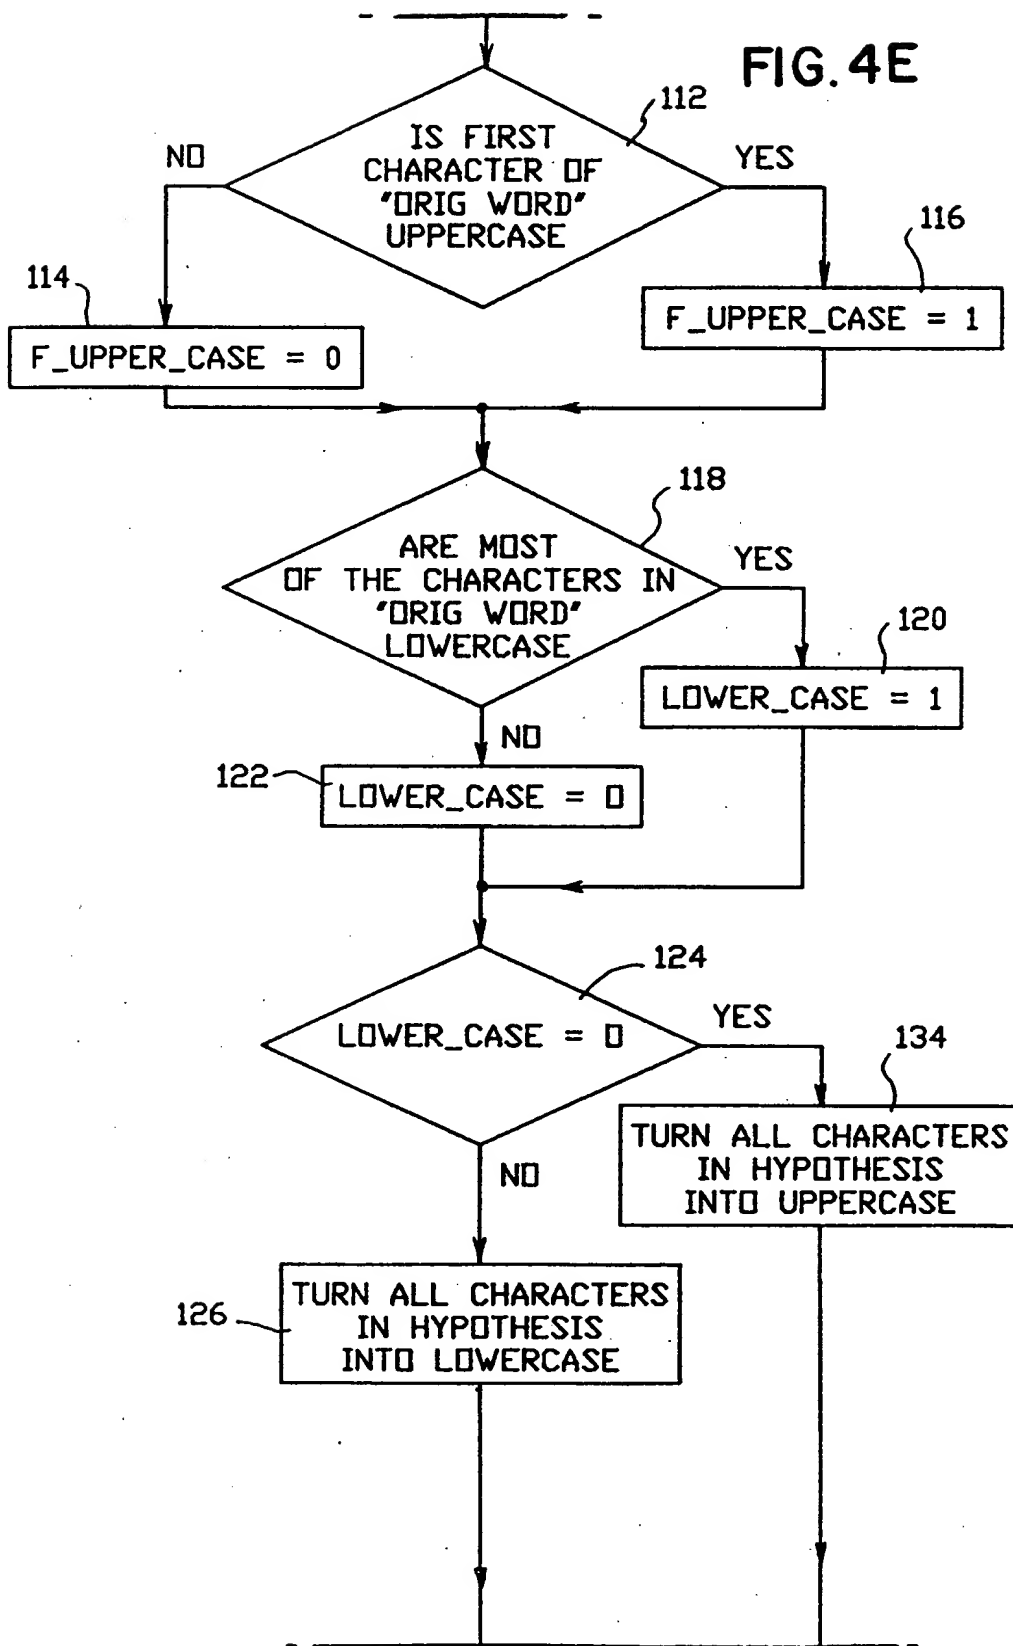 FIG. 4E
112
IS FIRST
CHARACTER OF
"ORIG WORD"
UPPERCASE
NO
YES
114
F_UPPER_CASE = 0
116
F_UPPER_CASE = 1
118
ARE MOST
OF THE CHARACTERS IN
"ORIG WORD"
LOWERCASE
YES
120
LOWER_CASE = 1
NO
122
LOWER_CASE = 0
124
LOWER_CASE = 0
YES
134
TURN ALL CHARACTERS
IN HYPOTHESIS
INTO UPPERCASE
NO
126
TURN ALL CHARACTERS
IN HYPOTHESIS
INTO LOWERCASE